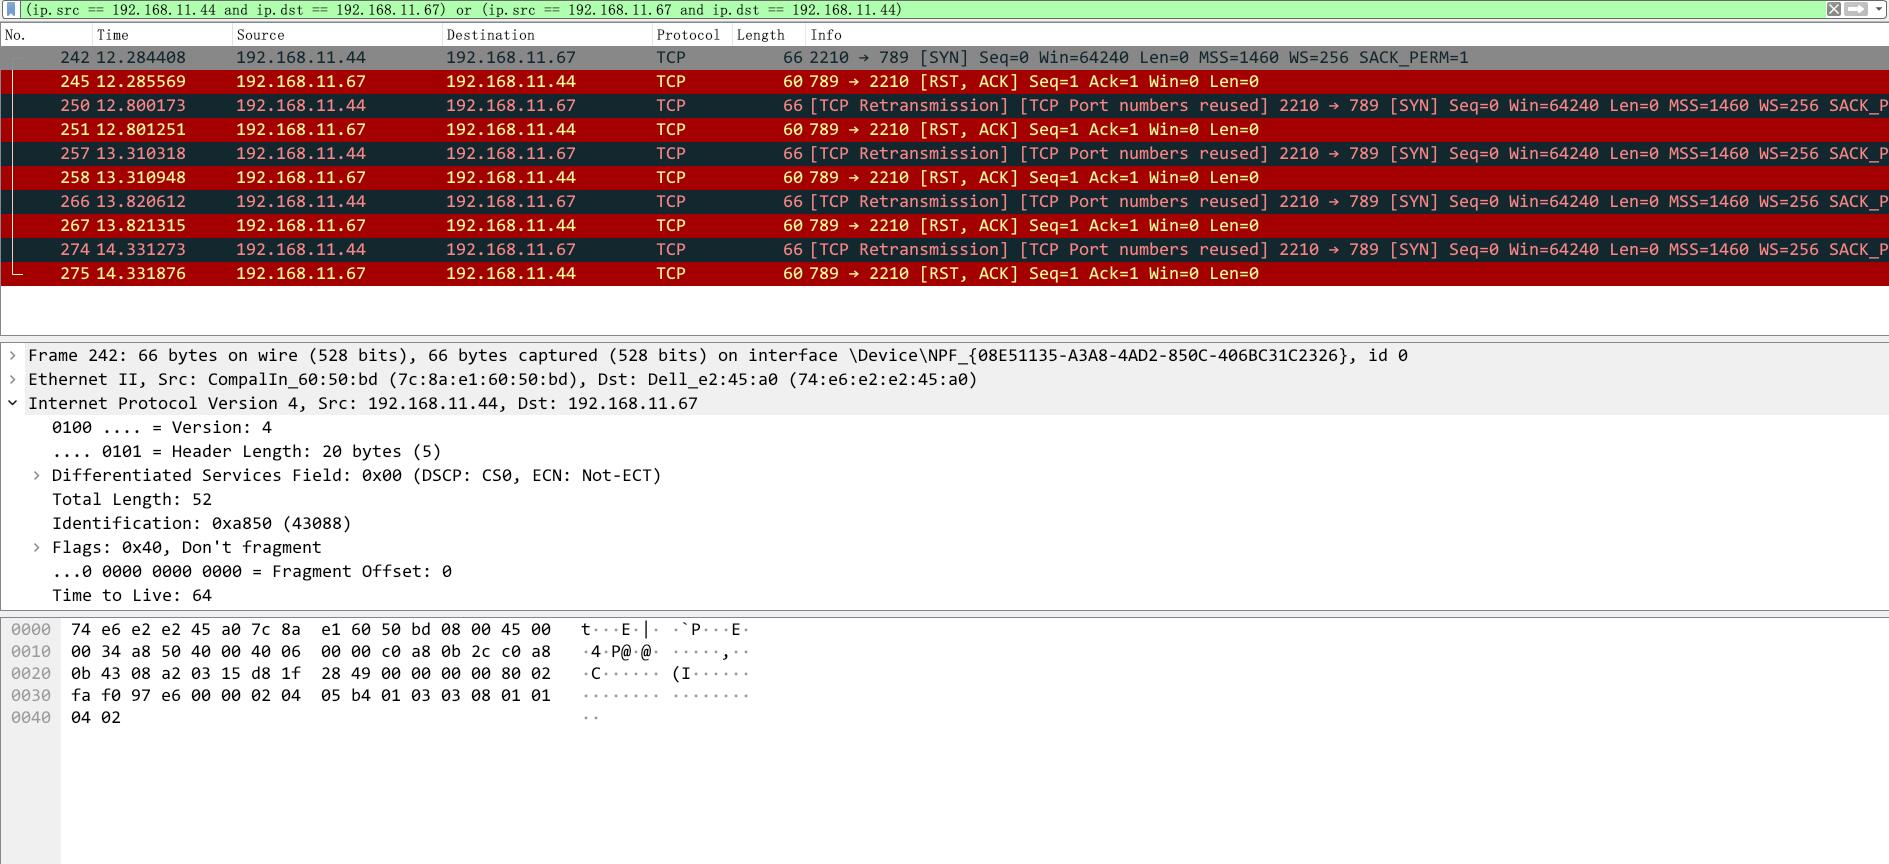 (ip.src == 192.168.11.44 and ip.dst == 192.168.11.67) or (ip.src == 192.168.11.67 and ip.dst == 192.168.11.44)
No. Time Source Destination Protocol Length Info
242 12.284408 192.168.11.44 192.168.11.67 TCP 66 2210 → 789 [SYN] Seq=0 Win=64240 Len=0 MSS=1460 WS=256 SACK_PERM=1
245 12.285569 192.168.11.67 192.168.11.44 TCP 60 789 → 2210 [RST, ACK] Seq=1 Ack=1 Win=0 Len=0
250 12.800173 192.168.11.44 192.168.11.67 TCP 66 [TCP Retransmission] [TCP Port numbers reused] 2210 → 789 [SYN] Seq=0 Win=64240 Len=0 MSS=1460 WS=256 SACK_P
251 12.801251 192.168.11.67 192.168.11.44 TCP 60 789 → 2210 [RST, ACK] Seq=1 Ack=1 Win=0 Len=0
257 13.310318 192.168.11.44 192.168.11.67 TCP 66 [TCP Retransmission] [TCP Port numbers reused] 2210 → 789 [SYN] Seq=0 Win=64240 Len=0 MSS=1460 WS=256 SACK_P
258 13.310948 192.168.11.67 192.168.11.44 TCP 60 789 → 2210 [RST, ACK] Seq=1 Ack=1 Win=0 Len=0
266 13.820612 192.168.11.44 192.168.11.67 TCP 66 [TCP Retransmission] [TCP Port numbers reused] 2210 → 789 [SYN] Seq=0 Win=64240 Len=0 MSS=1460 WS=256 SACK_P
267 13.821315 192.168.11.67 192.168.11.44 TCP 60 789 → 2210 [RST, ACK] Seq=1 Ack=1 Win=0 Len=0
274 14.331273 192.168.11.44 192.168.11.67 TCP 66 [TCP Retransmission] [TCP Port numbers reused] 2210 → 789 [SYN] Seq=0 Win=64240 Len=0 MSS=1460 WS=256 SACK_P
275 14.331876 192.168.11.67 192.168.11.44 TCP 60 789 → 2210 [RST, ACK] Seq=1 Ack=1 Win=0 Len=0
Frame 242: 66 bytes on wire (528 bits), 66 bytes captured (528 bits) on interface \Device\NPF_{08E51135-A3A8-4AD2-850C-406BC31C2326}, id 0
Ethernet II, Src: CompalIn_60:50:bd (7c:8a:e1:60:50:bd), Dst: Dell_e2:45:a0 (74:e6:e2:e2:45:a0)
Internet Protocol Version 4, Src: 192.168.11.44, Dst: 192.168.11.67
0100 .... = Version: 4
.... 0101 = Header Length: 20 bytes (5)
Differentiated Services Field: 0x00 (DSCP: CS0, ECN: Not-ECT)
Total Length: 52
Identification: 0xa850 (43088)
Flags: 0x40, Don't fragment
...0 0000 0000 0000 = Fragment Offset: 0
Time to Live: 64
0000 74 e6 e2 e2 45 a0 7c 8a e1 60 50 bd 08 00 45 00 t···E·|· ·`P···E·
0010 00 34 a8 50 40 00 40 06 00 00 c0 a8 0b 2c c0 a8 ·4·P@·@· ·····,··
0020 0b 43 08 a2 03 15 d8 1f 28 49 00 00 00 00 80 02 ·C······ (I······
0030 fa f0 97 e6 00 00 02 04 05 b4 01 03 03 08 01 01 ········ ········
0040 04 02 ··